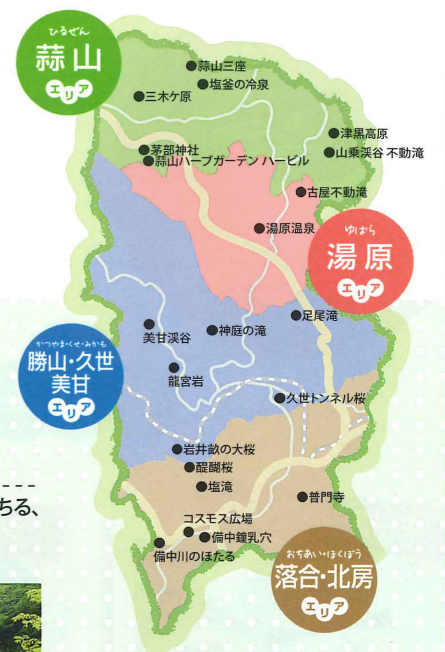 ひるぜん
蒜山
エリア
蒜山三座
塩釜の冷泉
三木ケ原
津黒高原
山乗渓谷 不動滝
茅部神社
蒜山ハーブガーデン ハービル
古屋不動滝
湯原温泉
ゆばら
湯原
エリア
足尾滝
美甘渓谷
神庭の滝
龍宮岩
かつやま・くせ・みかも
勝山・久世
美甘
エリア
久世トンネル桜
岩井畝の大桜
醍醐桜
塩滝
普門寺
コスモス広場
備中鐘乳穴
備中川のほたる
おちあい・ほくぼう
落合・北房
エリア
ちる、